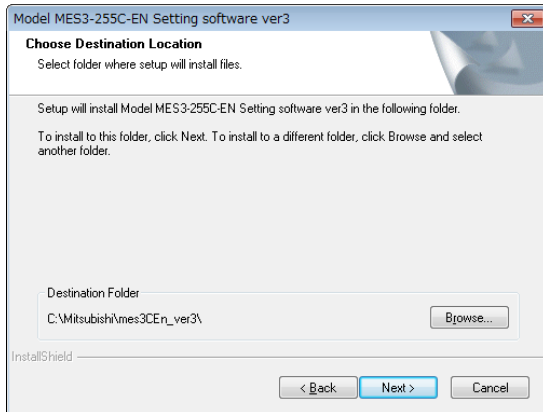 Model MES3-255C-EN Setting software ver3
Choose Destination Location
Select folder where setup will install files.
Setup will install Model MES3-255C-EN Setting software ver3 in the following folder.
To install to this folder, click Next. To install to a different folder, click Browse and select
another folder.
Destination Folder
C:\Mitsubishi\mes3CEn_ver3\
Browse...
InstallShield
< Back
Next >
Cancel